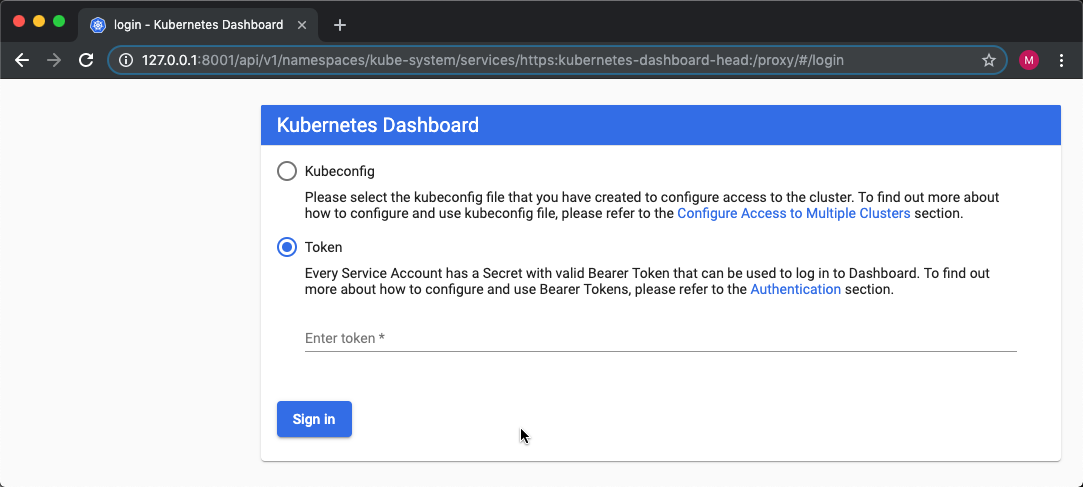 login - Kubernetes Dashboard
127.0.0.1:8001/api/v1/namespaces/kube-system/services/https:kubernetes-dashboard-head:/proxy/#/login
M
Kubernetes Dashboard
Kubeconfig
Please select the kubeconfig file that you have created to configure access to the cluster. To find out more about
how to configure and use kubeconfig file, please refer to the Configure Access to Multiple Clusters section.
Token
Every Service Account has a Secret with valid Bearer Token that can be used to log in to Dashboard. To find out
more about how to configure and use Bearer Tokens, please refer to the Authentication section.
Enter token *
Sign in